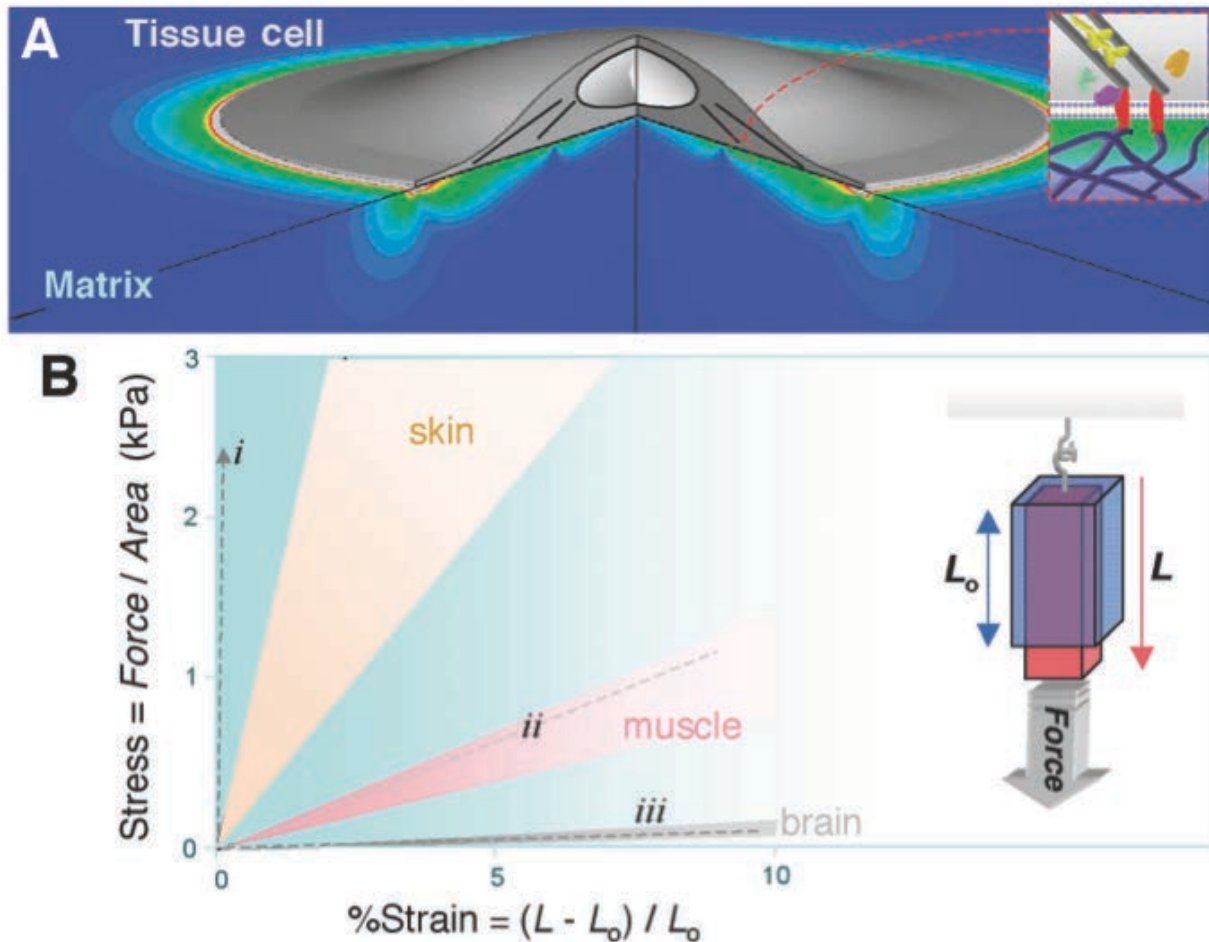 A
Tissue cell
Matrix
B
Stress = Force / Area (kPa)
3
2
1
0
i
skin
ii
muscle
iii
brain
0
5
10
%Strain = (L - Lo) / Lo
Lo
L
Force